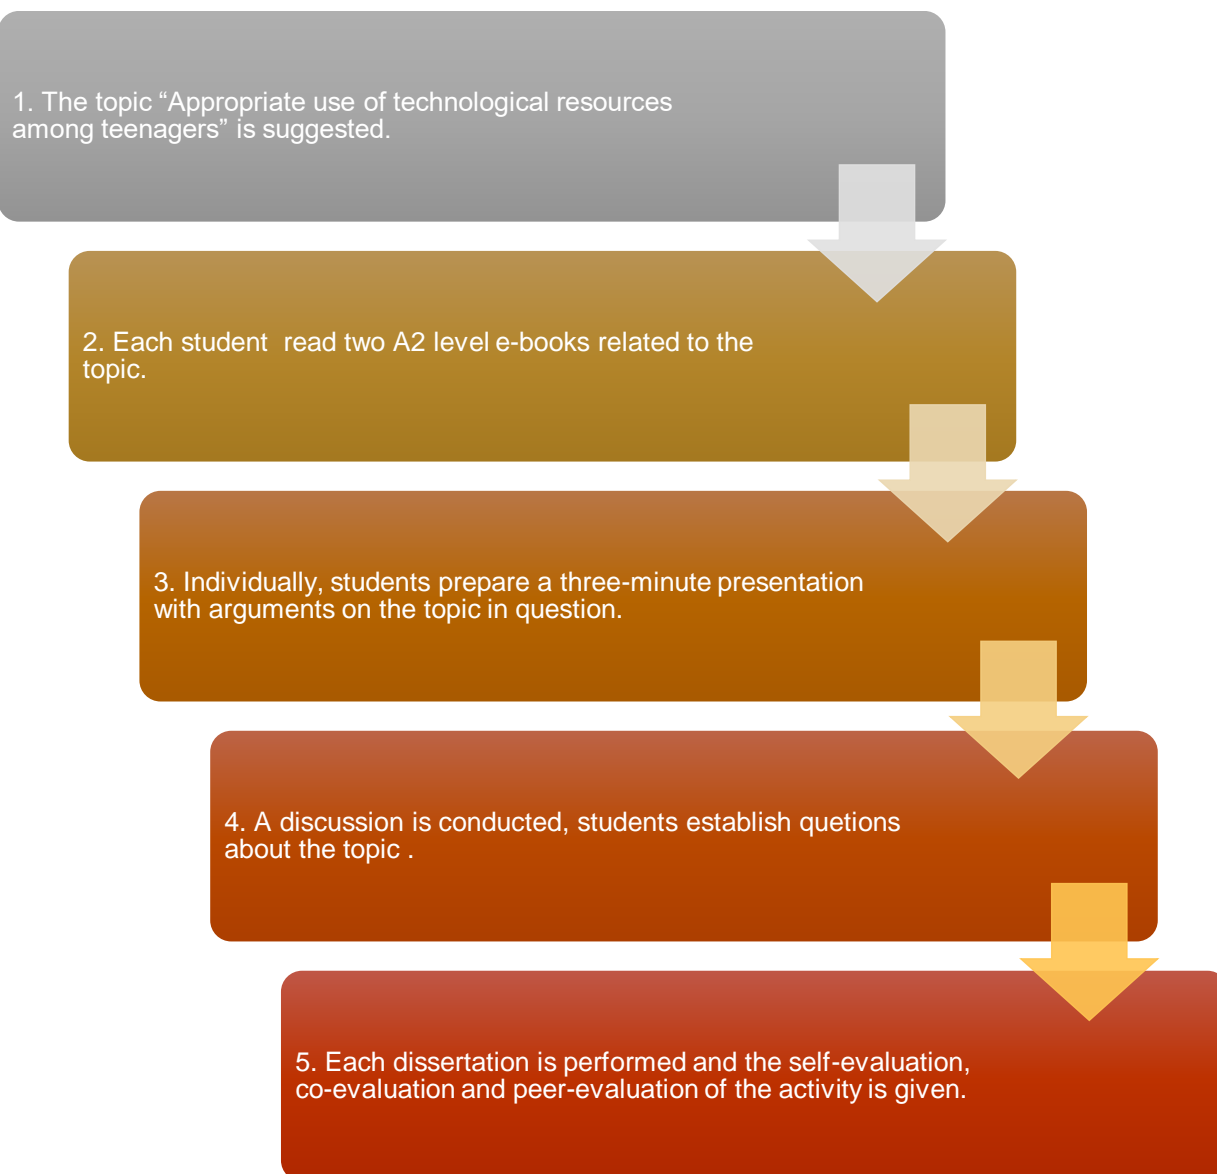 1. The topic “Appropriate use of technological resources
among teenagers” is suggested.
2. Each student  read two A2 level e-books related to the
topic.
3. Individually, students prepare a three-minute presentation
with arguments on the topic in question.
4. A discussion is conducted, students establish quetions
about the topic .
5. Each dissertation is performed and the self-evaluation,
co-evaluation and peer-evaluation of the activity is given.